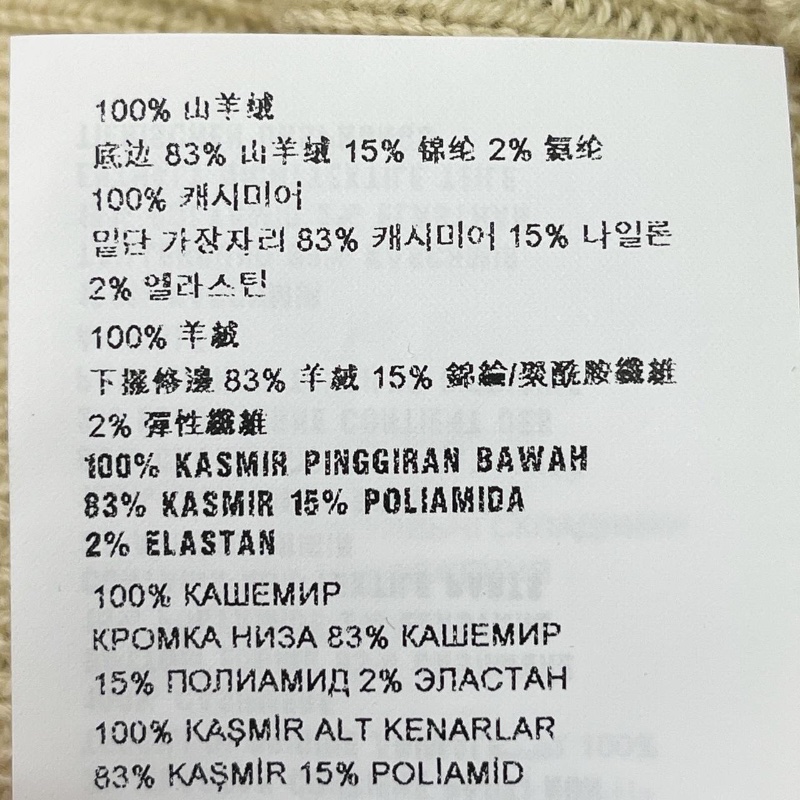 100% 山羊绒
底边 83% 山羊绒 15% 锦纶 2% 氨纶
100% 캐시미어
밑단 가장자리 83% 캐시미어 15% 나일론
2% 엘라스틴
100% 羊絨
下擺修邊 83% 羊絨 15% 錦綸/聚酰胺纖維
2% 彈性纖維
100% KASMIR PINGGIRAN BAWAH
83% KASMIR 15% POLIAMIDA
2% ELASTAN
100% КАШЕМИР
КРОМКА НИЗА 83% КАШЕМИР
15% ПОЛИАМИД 2% ЭЛАСТАН
100% KAŞMİR ALT KENARLAR
83% KAŞMİR 15% POLİAMİD